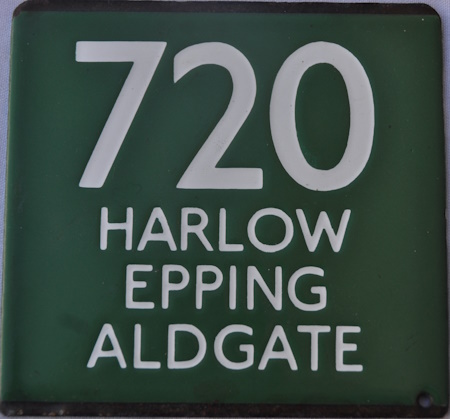 720
HARLOW
EPPING
ALDGATE